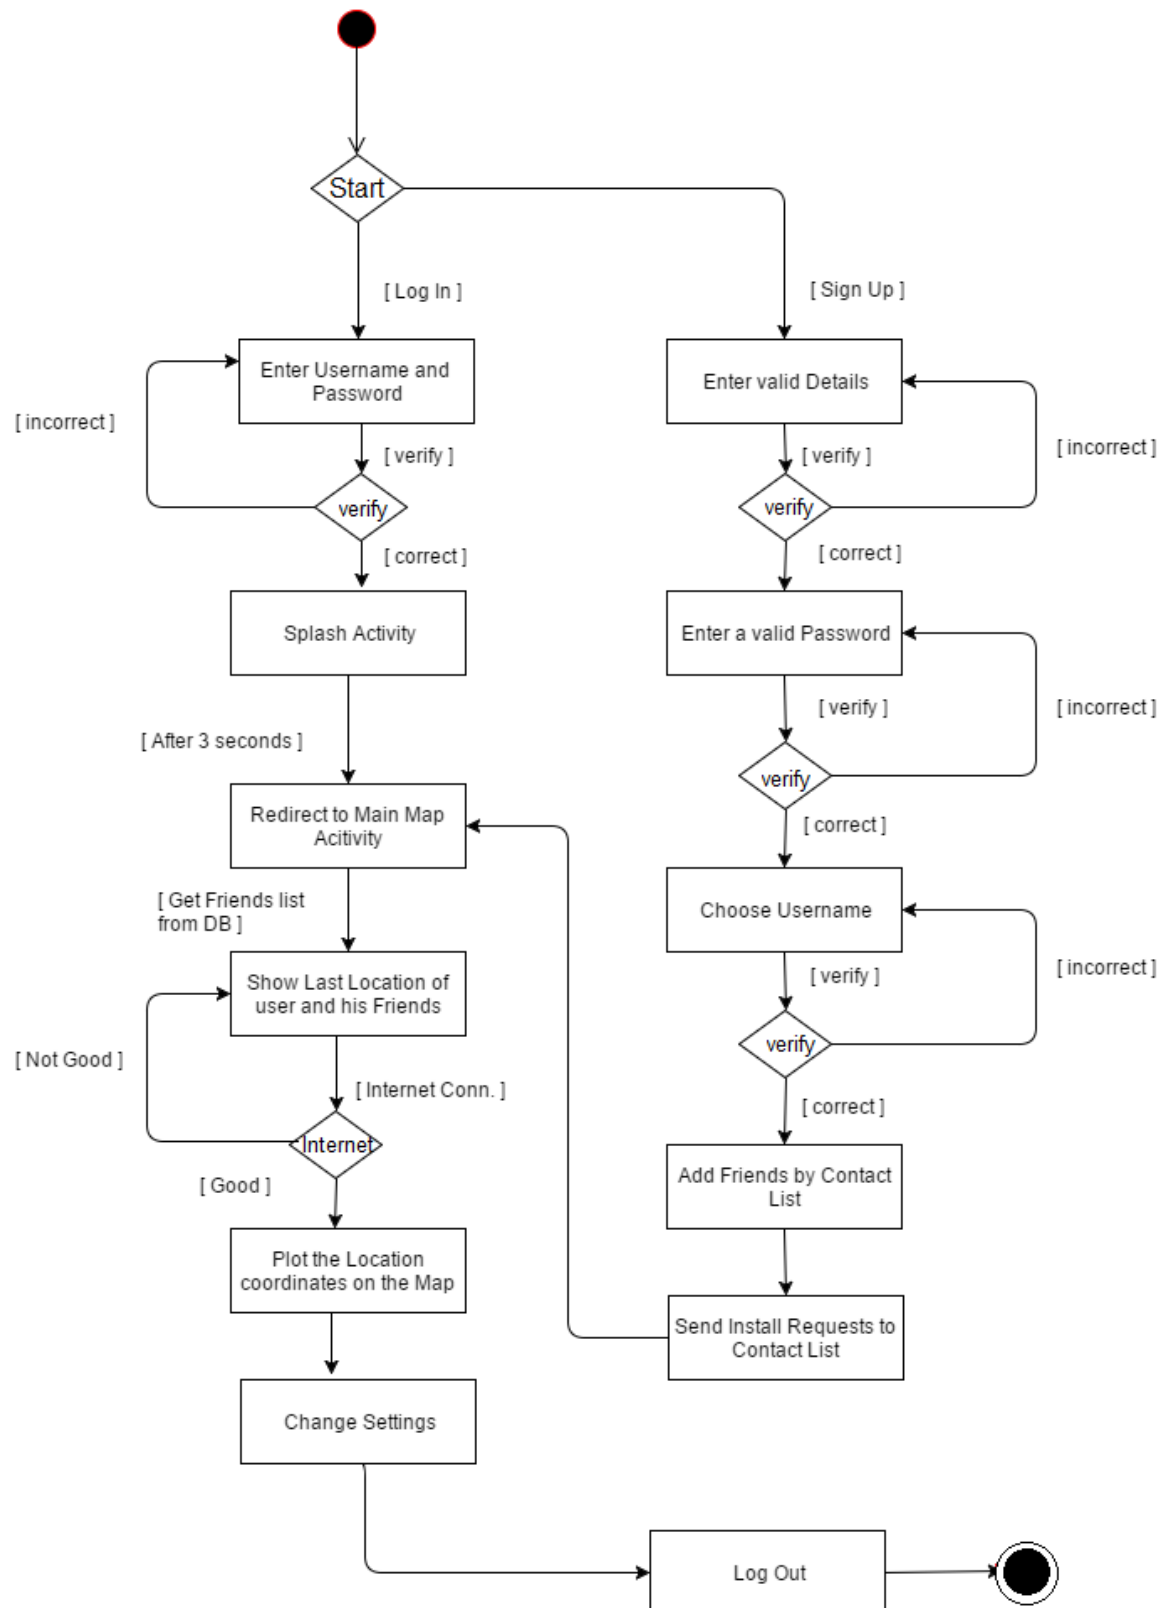 Start
[ Log In ]
[ Sign Up ]
Enter Username and
Password
Enter valid Details
[ incorrect ]
[ verify ]
[ verify ]
[ incorrect ]
verify
verify
[ correct ]
[ correct ]
Splash Activity
Enter a valid Password
[ verify ]
[ incorrect ]
[ After 3 seconds ]
verify
Redirect to Main Map
Acitivity
[ correct ]
[ Get Friends list
from DB ]
Choose Username
Show Last Location of
user and his Friends
[ verify ]
[ incorrect ]
[ Not Good ]
verify
[ Internet Conn. ]
[ correct ]
Internet
[ Good ]
Add Friends by Contact
List
Plot the Location
coordinates on the Map
Send Install Requests to
Contact List
Change Settings
Log Out